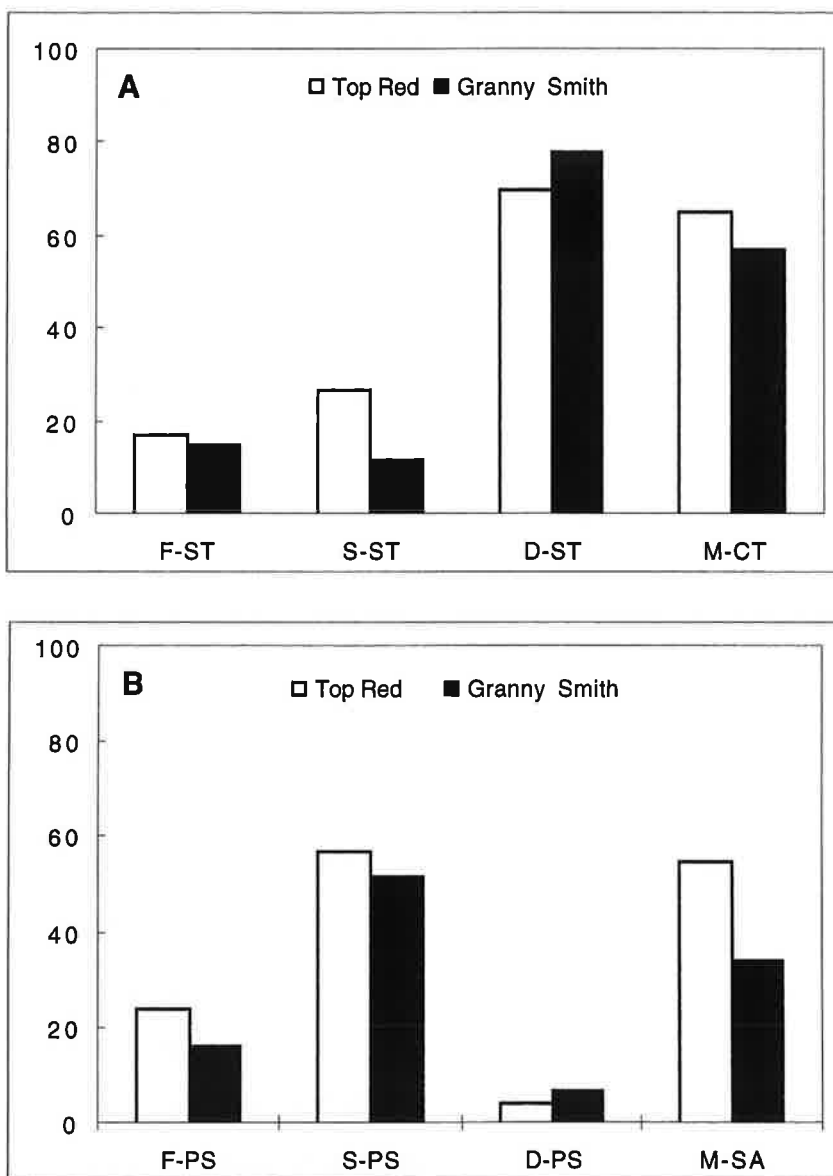 100
A
Top Red Granny Smith
80
60
40
20
0
F-ST S-ST D-ST M-CT
100
B
Top Red Granny Smith
80
60
40
20
0
F-PS S-PS D-PS M-SA